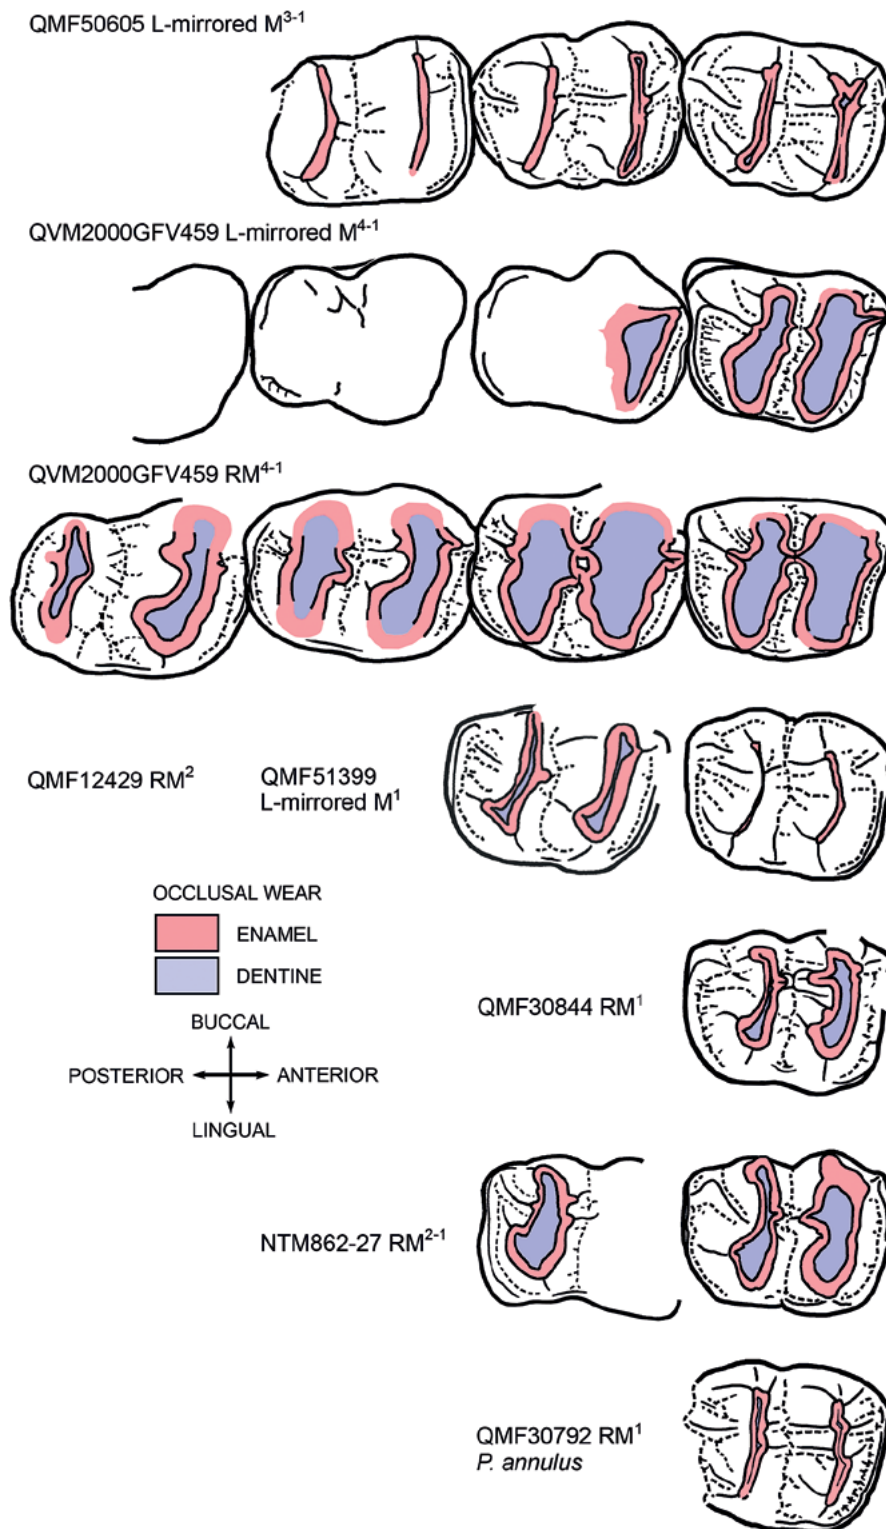 QMF50605 L-mirrored M3-1
QVM2000GFV459 L-mirrored M4-1
QVM2000GFV459 RM4-1
QMF12429 RM2
QMF51399
L-mirrored M1
OCCLUSAL WEAR
ENAMEL
DENTINE
BUCCAL
POSTERIOR
ANTERIOR
LINGUAL
QMF30844 RM1
NTM862-27 RM2-1
QMF30792 RM1
P. annulus